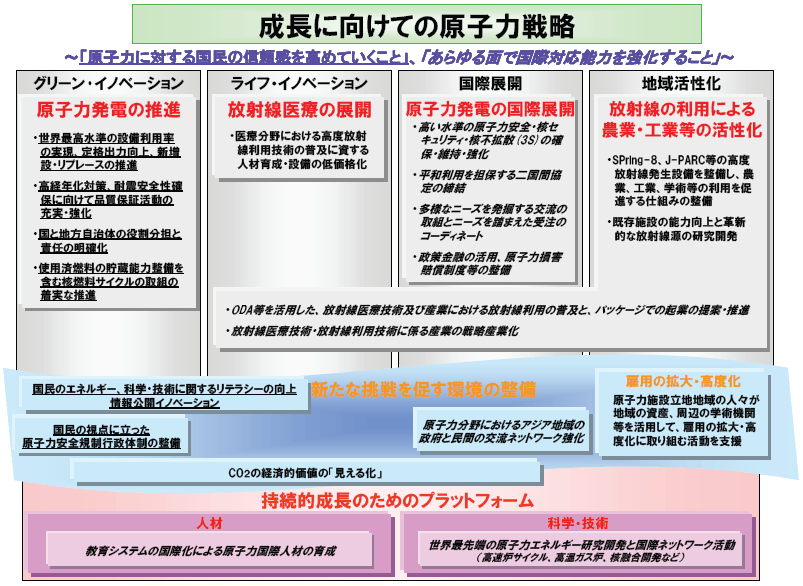 成長に向けての原子力戦略
～「原子力に対する国民の信頼感を高めていくこと」、「あらゆる面で国際対応能力を強化すること」～
グリーン・イノベーション
原子力発電の推進
・世界最高水準の設備利用率
の実現、定格出力向上、新増
設・リプレースの推進
・高経年化対策、耐震安全性確
保に向けて品質保証活動の
充実・強化
・国と地方自治体の役割分担と
責任の明確化
・使用済燃料の貯蔵能力整備を
含む核燃料サイクルの取組の
着実な推進
ライフ・イノベーション
放射線医療の展開
・医療分野における高度放射
線利用技術の普及に資する
人材育成・設備の低価格化
国際展開
原子力発電の国際展開
・高い水準の原子力安全・核セ
キュリティ・核不拡散（3S）の確
保・維持・強化
・平和利用を担保する二国間協
定の締結
・多様なニーズを発掘する交流の
取組とニーズを踏まえた受注の
コーディネート
・政策金融の活用、原子力損害
賠償制度等の整備
地域活性化
放射線の利用による
農業・工業等の活性化
・SPring-8、J-PARC等の高度
放射線発生設備を整備し、農
業、工業、学術等の利用を促
進する仕組みの整備
・既存施設の能力向上と革新
的な放射線源の研究開発
・ODA等を活用した、放射線医療技術及び産業における放射線利用の普及と、パッケージでの起業の提案・推進
・放射線医療技術・放射線利用技術に係る産業の戦略産業化
新たな挑戦を促す環境の整備
国民のエネルギー、科学・技術に関するリテラシーの向上
情報公開イノベーション
国民の視点に立った
原子力安全規制行政体制の整備
原子力分野におけるアジア地域の
政府と民間の交流ネットワーク強化
雇用の拡大・高度化
原子力施設立地地域の人々が
地域の資産、周辺の学術機関
等を活用して、雇用の拡大・高
度化に取り組む活動を支援
CO2の経済的価値の「見える化」
持続的成長のためのプラットフォーム
人材
教育システムの国際化による原子力国際人材の育成
科学・技術
世界最先端の原子力エネルギー研究開発と国際ネットワーク活動
（高速炉サイクル、高温ガス炉、核融合開発など）